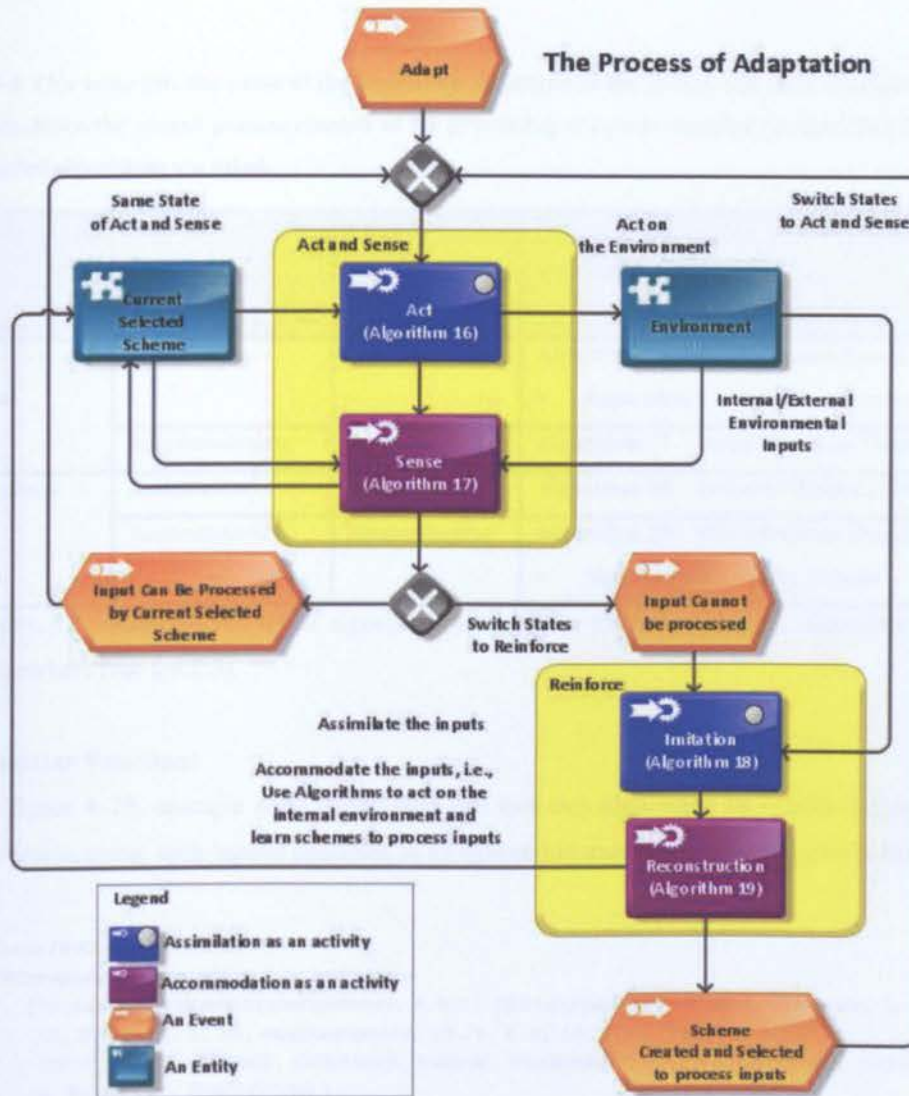 The Process of Adaptation
Adapt
Same State
of Act and Sense
Switch States
to Act and Sense
Act and Sense
Act on
the Environment
Current
Selected
Scheme
Act
(Algorithm 16)
Environment
Internal/External
Environmental
Inputs
Sense
(Algorithm 17)
Input Can Be Processed
by Current Selected
Scheme
Switch States
to Reinforce
Input Cannot
be processed
Reinforce
Assimilate the inputs
Imitation
(Algorithm 18)
Accommodate the inputs, i.e.,
Use Algorithms to act on the
internal environment and
learn schemes to process inputs
Reconstruction
(Algorithm 19)
Legend
Assimilation as an activity
Accommodation as an activity
An Event
An Entity
Scheme
Created and Selected
to process inputs